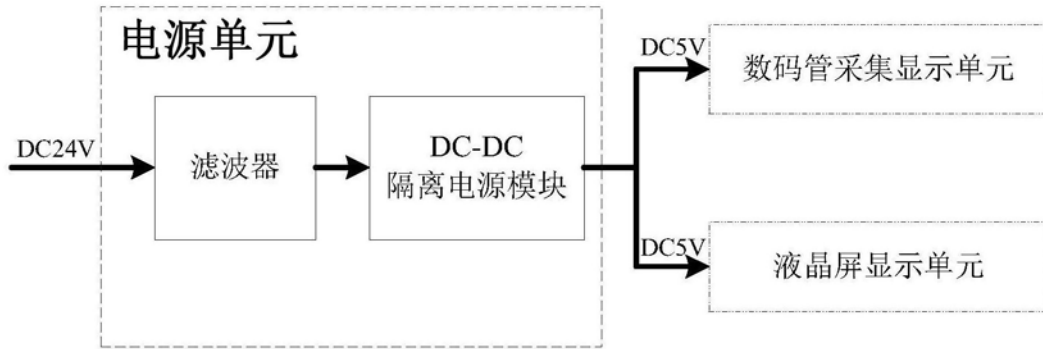 电源单元
DC24V
滤波器
DC-DC
隔离电源模块
DC5V
数码管采集显示单元
DC5V
液晶屏显示单元